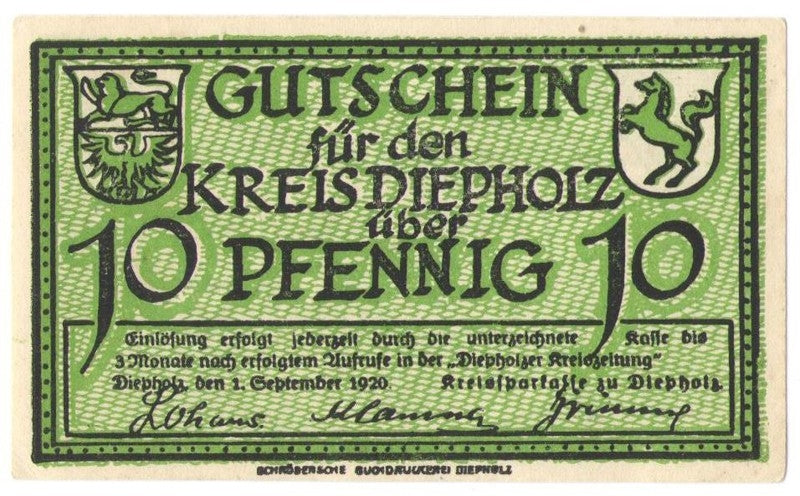 GUTSCHEIN
für den
KREIS DIEPHOLZ
über
10 PFENNIG 10
Einlösung erfolgt jederzeit durch die unterzeichnete Kasse bis
3 Monate nach erfolgtem Aufrufe in der „Diepholzer Kreiszeitung"
Diepholz, den 1. September 1920. Kreissparkasse zu Diepholz.
SCHRÖDERSCHE BUCHDRUCKEREI DIEPHOLZ